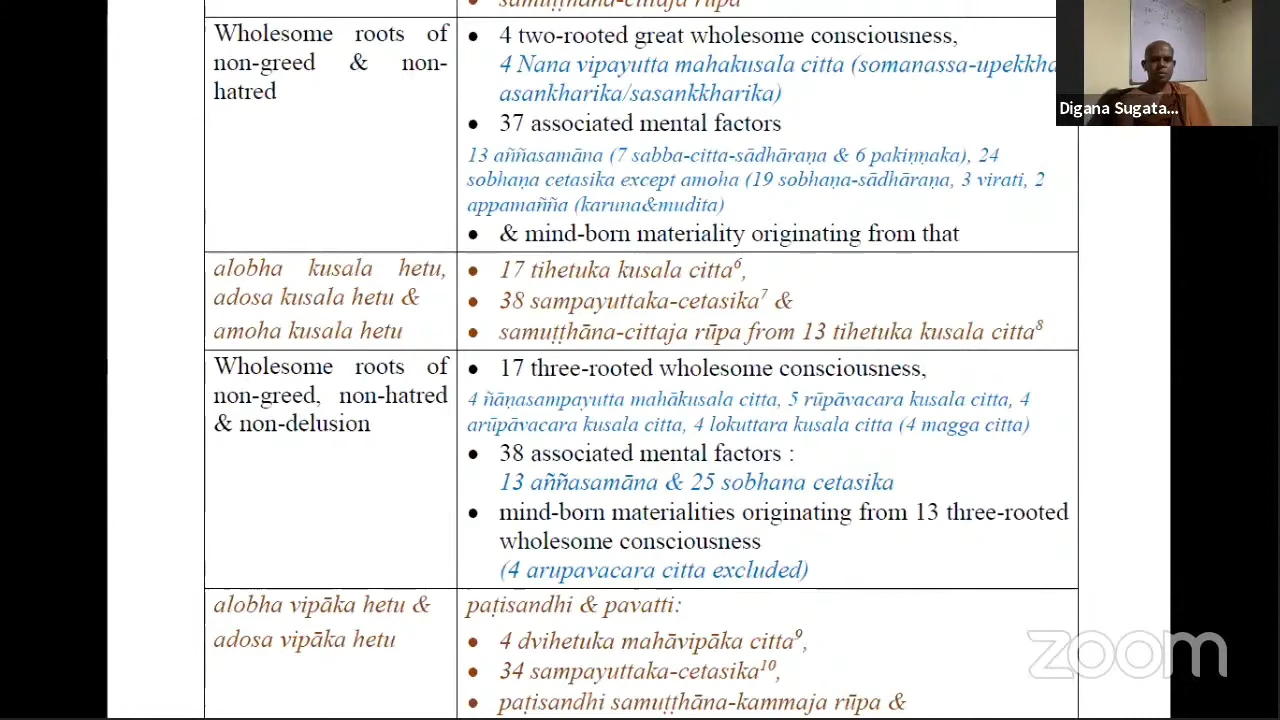 samuṭṭhāna-cittaja rūpa
Wholesome roots of
non-greed & non-
hatred
• 4 two-rooted great wholesome consciousness,
4 Nana vipayutta mahakusala citta (somanassa-upekkha
asankharika/sasankkharika)
• 37 associated mental factors
13 aññasamāna (7 sabba-citta-sādhāraṇa & 6 pakiṇṇaka), 24
sobhaṇa cetasika except amoha (19 sobhaṇa-sādhāraṇa, 3 virati, 2
appamañña (karuna&mudita)
• & mind-born materiality originating from that
alobha kusala hetu,
adosa kusala hetu &
amoha kusala hetu
• 17 tihetuka kusala citta⁶,
• 38 sampayuttaka-cetasika⁷ &
• samuṭṭhāna-cittaja rūpa from 13 tihetuka kusala citta⁸
Wholesome roots of
non-greed, non-hatred
& non-delusion
• 17 three-rooted wholesome consciousness,
4 ñāṇasampayutta mahākusala citta, 5 rūpāvacara kusala citta, 4
arūpāvacara kusala citta, 4 lokuttara kusala citta (4 magga citta)
• 38 associated mental factors :
13 aññasamāna & 25 sobhana cetasika
• mind-born materialities originating from 13 three-rooted
wholesome consciousness
(4 arupavacara citta excluded)
alobha vipāka hetu &
adosa vipāka hetu
paṭisandhi & pavatti:
• 4 dvihetuka mahāvipāka citta⁹,
• 34 sampayuttaka-cetasika¹⁰,
• paṭisandhi samuṭṭhāna-kammaja rūpa &
Digana Sugata...
zoom